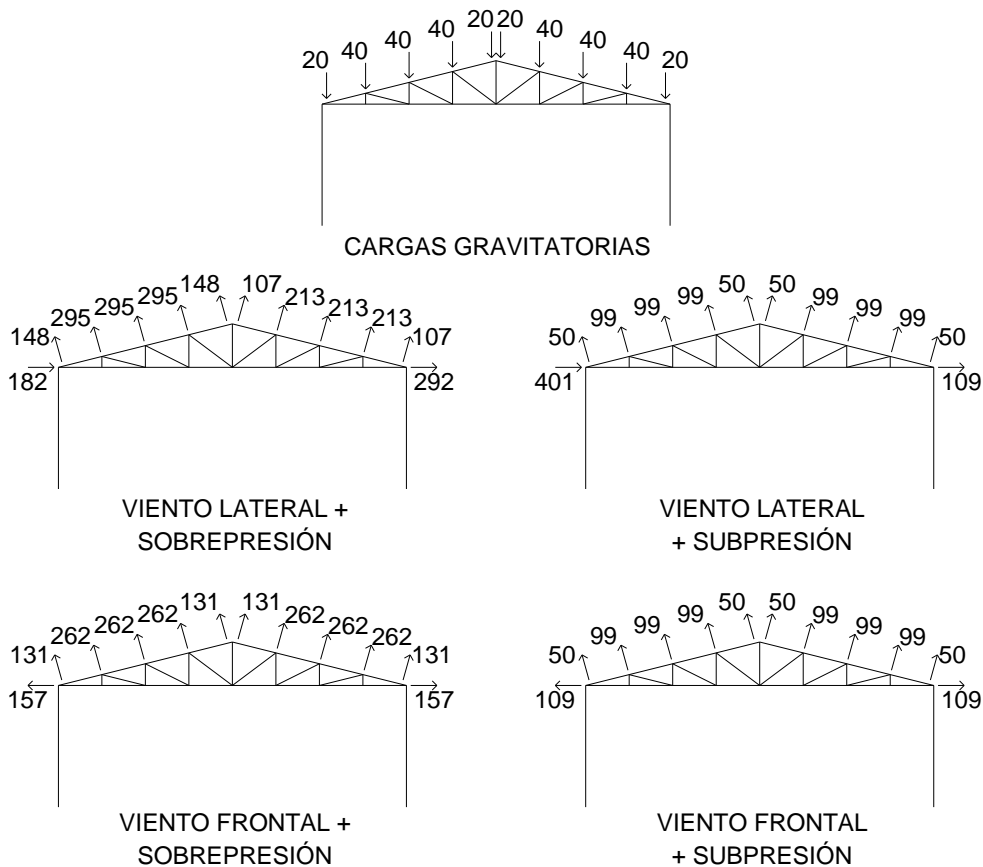 20 40 40 40 20 20 40 40 40 20
CARGAS GRAVITATORIAS
148 295 295 295 148 107 213 213 213 107
182 292
VIENTO LATERAL +
SOBREPRESIÓN
50 99 99 99 50 50 99 99 99 50
401 109
VIENTO LATERAL
+ SUBPRESIÓN
131 262 262 262 131 131 262 262 262 131
157 157
VIENTO FRONTAL +
SOBREPRESIÓN
50 99 99 99 50 50 99 99 99 50
109 109
VIENTO FRONTAL
+ SUBPRESIÓN